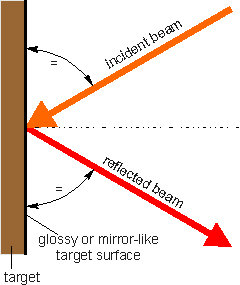 =
incident beam
reflected beam
=
glossy or mirror-like
target surface
target